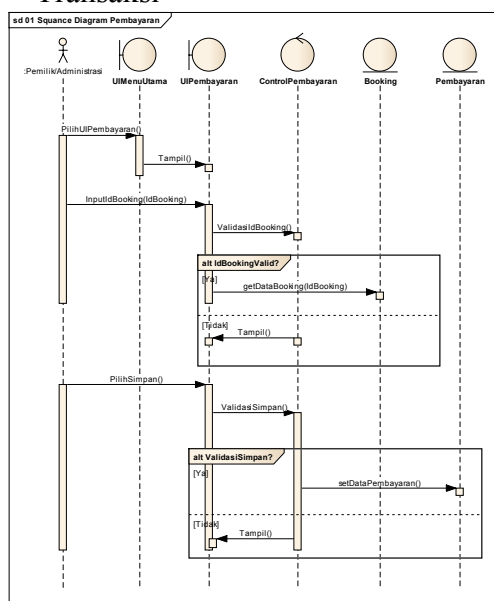 Transaksi
sd 01 Squance Diagram Pembayaran
:Pemilik/Administrasi
UIMenuUtama
UIPembayaran
ControlPembayaran
Booking
Pembayaran
PilihUIPembayaran()
Tampil()
InputIdBooking(IdBooking)
ValidasiIdBooking()
alt IdBookingValid?
[Ya]
getDataBooking(IdBooking)
[Tidak]
Tampil()
PilihSimpan()
ValidasiSimpan()
alt ValidasiSimpan?
[Ya]
setDataPembayaran()
[Tidak]
Tampil()